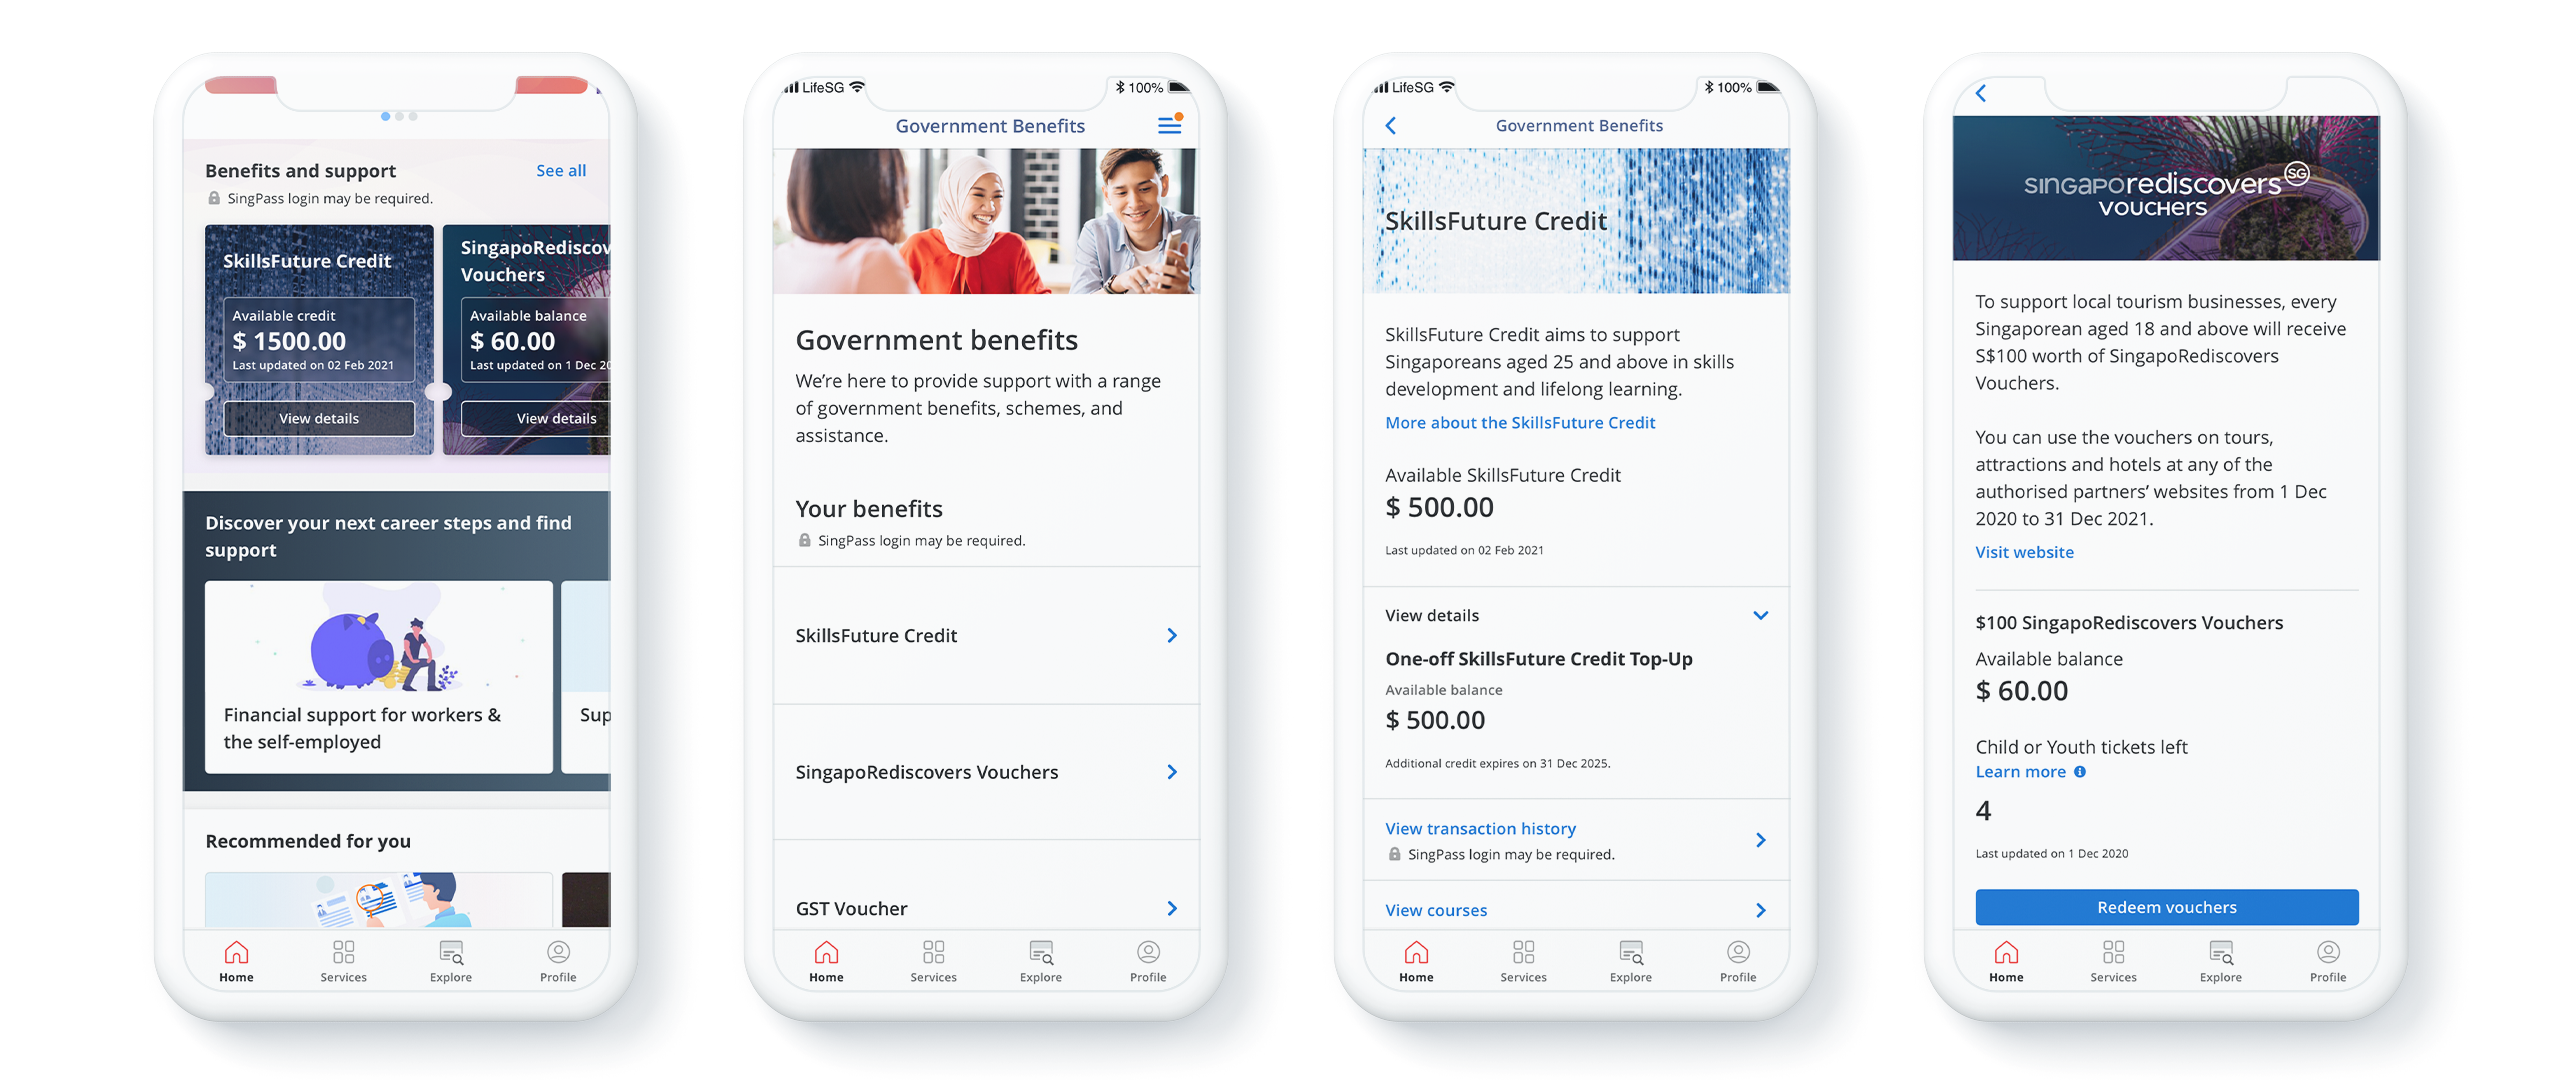 Benefits and support
See all
SingPass login may be required.
SkillsFuture Credit
Available credit
$ 1500.00
Last updated on 02 Feb 2021
View details
SingapoRediscov
Vouchers
Available balance
$ 60.00
Last updated on 1 Dec 20
View details
Discover your next career steps and find
support
Financial support for workers &
the self-employed
Sup
Recommended for you
Home
Services
Explore
Profile
LifeSG
100%
Government Benefits
Government benefits
We're here to provide support with a range
of government benefits, schemes, and
assistance.
Your benefits
SingPass login may be required.
SkillsFuture Credit
SingapoRediscovers Vouchers
GST Voucher
Home
Services
Explore
Profile
LifeSG
100%
Government Benefits
SkillsFuture Credit
SkillsFuture Credit aims to support
Singaporeans aged 25 and above in skills
development and lifelong learning.
More about the SkillsFuture Credit
Available SkillsFuture Credit
$ 500.00
Last updated on 02 Feb 2021
View details
One-off SkillsFuture Credit Top-Up
Available balance
$ 500.00
Additional credit expires on 31 Dec 2025.
View transaction history
SingPass login may be required.
View courses
Home
Services
Explore
Profile
SINGAPOrediscovers SG
vouchers
To support local tourism businesses, every
Singaporean aged 18 and above will receive
S$100 worth of SingapoRediscovers
Vouchers.
You can use the vouchers on tours,
attractions and hotels at any of the
authorised partners' websites from 1 Dec
2020 to 31 Dec 2021.
Visit website
$100 SingapoRediscovers Vouchers
Available balance
$ 60.00
Child or Youth tickets left
Learn more
4
Last updated on 1 Dec 2020
Redeem vouchers
Home
Services
Explore
Profile